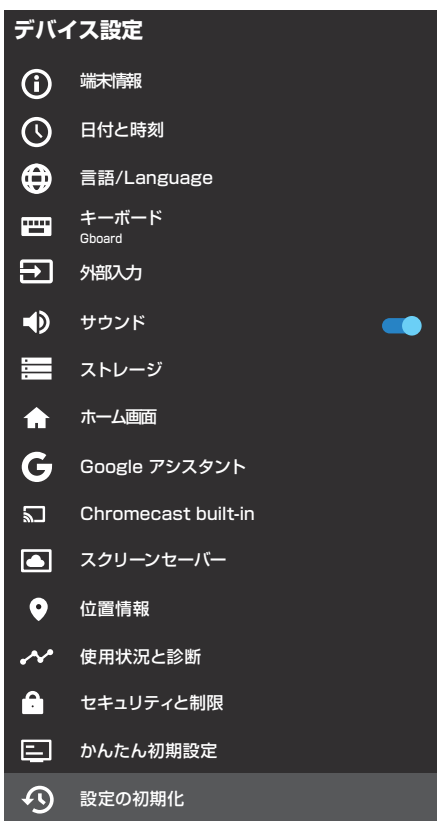 デバイス設定
端末情報
日付と時刻
言語/Language
キーボード
Gboard
外部入力
サウンド
ストレージ
ホーム画面
Google アシスタント
Chromecast built-in
スクリーンセーバー
位置情報
使用状況と診断
セキュリティと制限
かんたん初期設定
設定の初期化